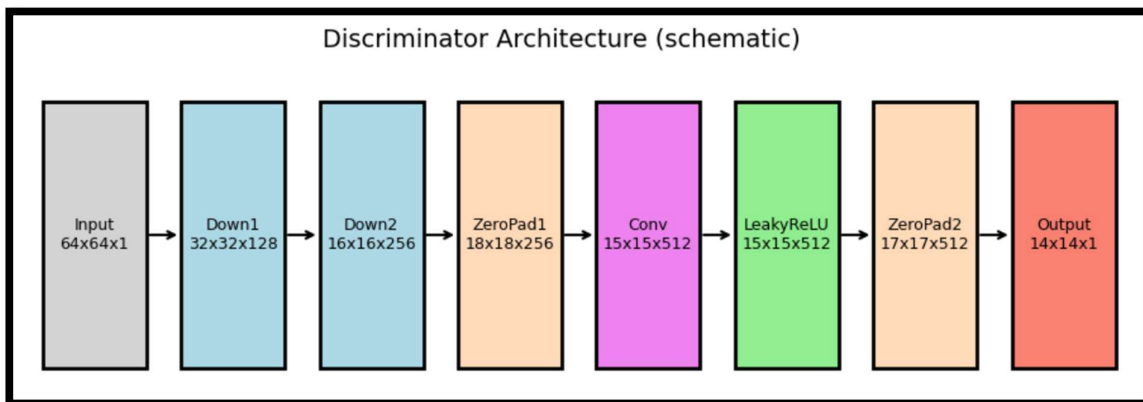 Discriminator Architecture (schematic)
Input
64x64x1
Down1
32x32x128
Down2
16x16x256
ZeroPad1
18x18x256
Conv
15x15x512
LeakyReLU
15x15x512
ZeroPad2
17x17x512
Output
14x14x1